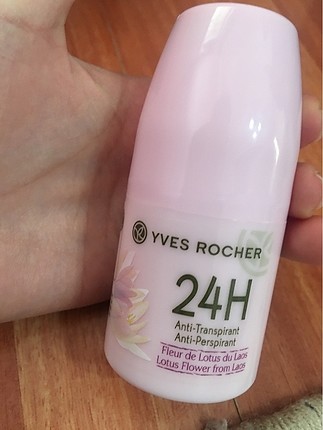 YVES ROCHER
24H
Anti-Transpirant
Anti-Perspirant
Fleur de Lotus du Laos
Lotus Flower from Laos